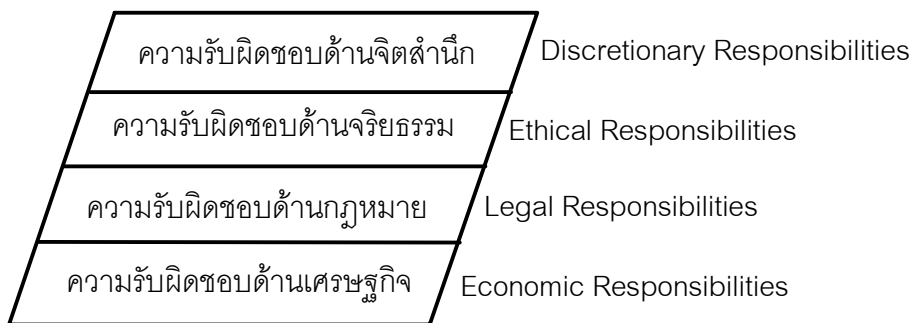 ความรับผิดชอบด้านจิตสำนึก Discretionary Responsibilities
ความรับผิดชอบด้านจริยธรรม Ethical Responsibilities
ความรับผิดชอบด้านกฎหมาย Legal Responsibilities
ความรับผิดชอบด้านเศรษฐกิจ Economic Responsibilities